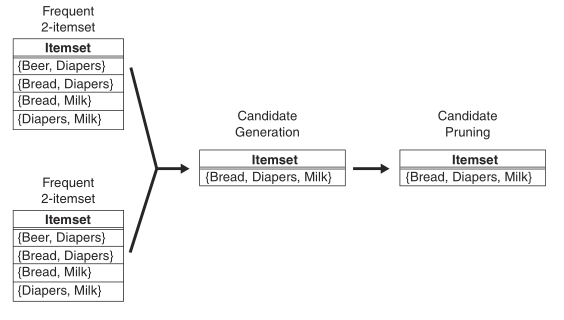 Frequent
2-itemset
Itemset
{Beer, Diapers}
{Bread, Diapers}
{Bread, Milk}
{Diapers, Milk}
Candidate
Generation
Itemset
{Bread, Diapers, Milk}
Candidate
Pruning
Itemset
{Bread, Diapers, Milk}
Frequent
2-itemset
Itemset
{Beer, Diapers}
{Bread, Diapers}
{Bread, Milk}
{Diapers, Milk}